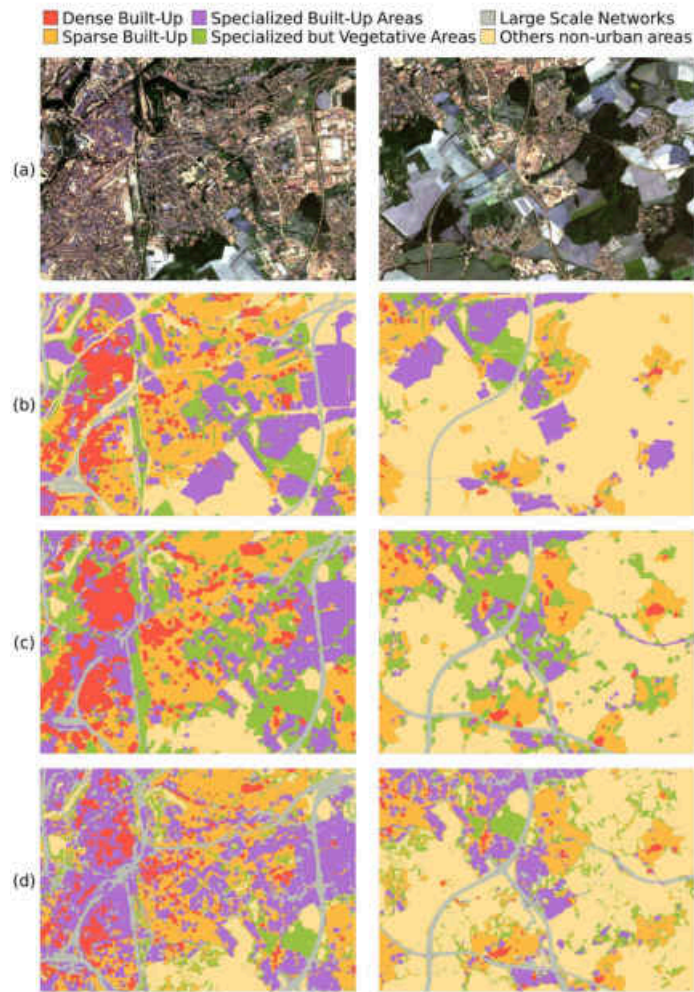 Dense Built-Up Specialized Built-Up Areas Large Scale Networks
Sparse Built-Up Specialized but Vegetative Areas Others non-urban areas
(a)
(b)
(c)
(d)